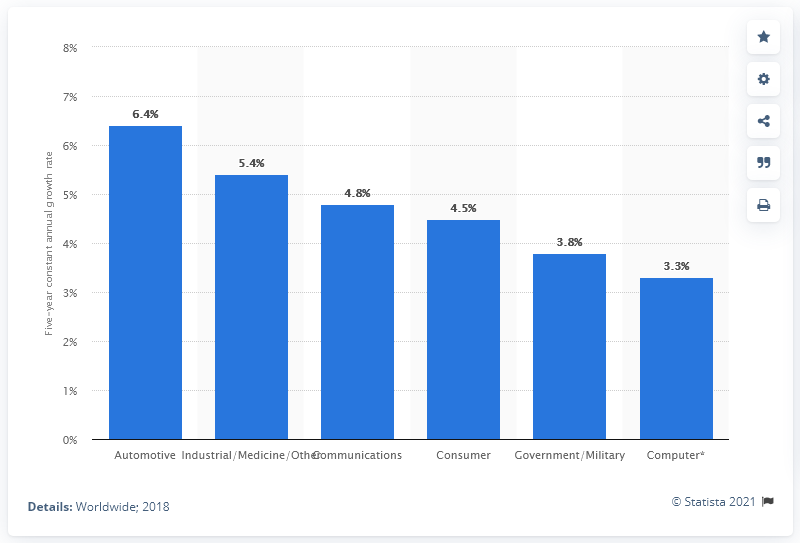 8%
7%
6%
5%
4%
3%
2%
1%
0%
Five-year constant annual growth rate
6.4%
5.4%
4.8%
4.5%
3.8%
3.3%
Automotive
Industrial/Medicine/Other
Communications
Consumer
Government/Military
Computer*
Details: Worldwide; 2018
© Statista 2021